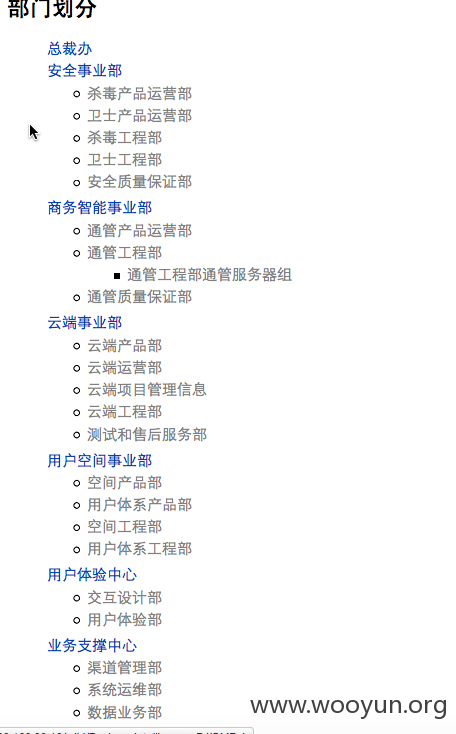 部门划分
总裁办
安全事业部
杀毒产品运营部
卫士产品运营部
杀毒工程部
卫士工程部
安全质量保证部
商务智能事业部
通管产品运营部
通管工程部
通管工程部通管服务器组
通管质量保证部
云端事业部
云端产品部
云端运营部
云端项目管理信息
云端工程部
测试和售后服务部
用户空间事业部
空间产品部
用户体系产品部
空间工程部
用户体系工程部
用户体验中心
交互设计部
用户体验部
业务支撑中心
渠道管理部
系统运维部
数据业务部
www.wooyun.org